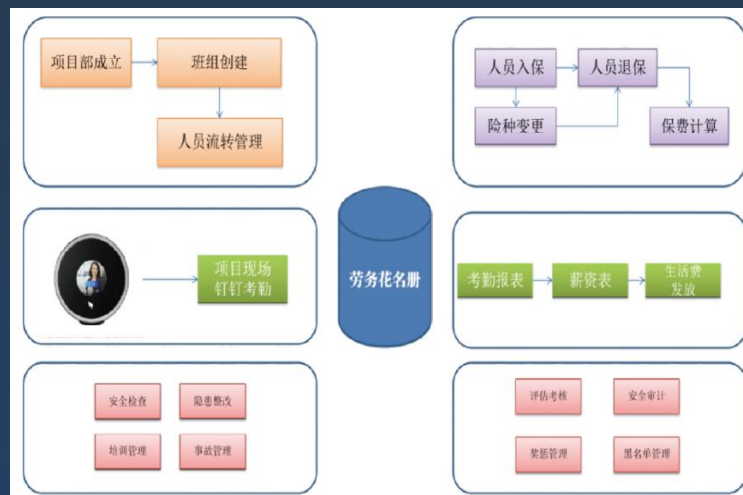 项目部成立
班组创建
人员流转管理
人员入保
人员退保
险种变更
保费计算
项目现场
钉钉考勤
劳务花名册
考勤报表
薪资表
生活费
发放
安全检查
隐患整改
培训管理
事故管理
评估考核
安全审计
奖惩管理
黑名单管理